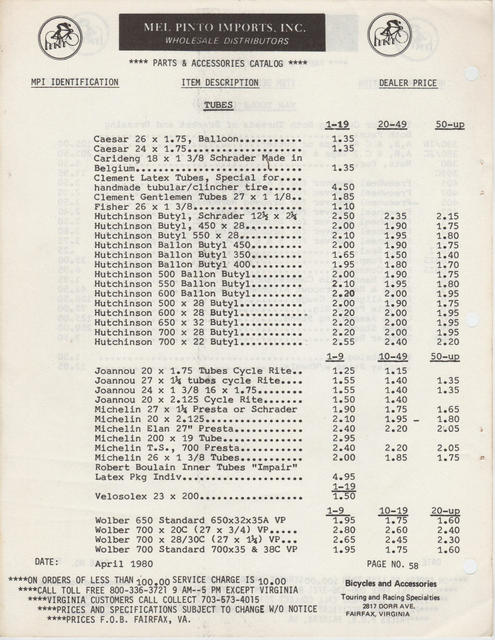 MEL PINTO IMPORTS, INC.
WHOLESALE DISTRIBUTORS
**** PARTS & ACCESSORIES CATALOG ****
MPI IDENTIFICATION ITEM DESCRIPTION DEALER PRICE
TUBES
1-19 20-49 50-up
Caesar 26 x 1.75, Balloon........... 1.35
Caesar 24 x 1.75.................... 1.35
Carideng 18 x 1 3/8 Schrader Made in
Belgium............................. 1.35
Clement Latex Tubes, Special for....
handmade tubular/clincher tire...... 4.50
Clement Gentlemen Tubes 27 x 1 1/8.. 1.85
Fisher 26 x 1 3/8................... 1.10
Hutchinson Butyl, Schrader 12½ x 2¼ 2.50 2.35 2.15
Hutchinson Butyl, 450 x 28.......... 2.00 1.90 1.75
Hutchinson Butyl 550 x 28........... 2.10 1.95 1.80
Hutchinson Ballon Butyl 450......... 2.00 1.90 1.75
Hutchinson Ballon Butyl 350......... 1.65 1.50 1.40
Hutchinson Ballon Butyl 400......... 1.95 1.80 1.70
Hutchinson 500 Ballon Butyl......... 2.00 1.90 1.75
Hutchinson 550 Ballon Butyl......... 2.10 1.95 1.80
Hutchinson 600 Ballon Butyl......... 2.20 2.00 1.95
Hutchinson 500 x 28 Butyl........... 2.00 1.90 1.75
Hutchinson 600 x 28 Butyl........... 2.20 2.00 1.95
Hutchinson 650 x 32 Butyl........... 2.20 2.00 1.95
Hutchinson 700 x 28 Butyl........... 2.20 2.00 1.95
Hutchinson 700 x 22 Butyl........... 2.55 2.40 2.20
1-9 10-49 50-up
Joannou 20 x 1.75 Tubes Cycle Rite.. 1.25 1.15
Joannou 27 x 1¼ tubes cycle Rite.... 1.55 1.40 1.35
Joannou 24 x 1 3/8 16 x 1.75........ 1.55 1.40 1.35
Joannou 20 x 2.125 Cycle Rite....... 1.50 1.40
Michelin 27 x 1¼ Presta or Schrader 1.90 1.75 1.65
Michelin 20 x 2.125................. 2.10 1.95 - 1.80
Michelin Elan 27" Presta............ 2.40 2.20 2.05
Michelin 200 x 19 Tube.............. 2.95
Michelin T.S., 700 Presta........... 2.40 2.20 2.05
Michelin 26 x 1 3/8 Tubes........... 2.00 1.85 1.75
Robert Boulain Inner Tubes "Impair"
Latex Pkg Indiv..................... 4.95
1-19
Velosolex 23 x 200.................. 1.50
1-9 10-19 20-up
Wolber 650 Standard 650x32x35A VP 1.95 1.75 1.60
Wolber 700 x 20C (27 x 3/4) VP..... 2.80 2.60 2.40
Wolber 700 x 28/30C (27 x 1¼) VP... 2.65 2.45 2.30
Wolber 700 Standard 700x35 & 38C VP 1.95 1.75 1.60
DATE: April 1980 PAGE NO. 58
****ON ORDERS OF LESS THAN 100.00 SERVICE CHARGE IS 10.00
****CALL TOLL FREE 800-336-3721 9 AM--5 PM EXCEPT VIRGINIA
****VIRGINIA CUSTOMERS CALL COLLECT 703-573-4015
****PRICES AND SPECIFICATIONS SUBJECT TO CHANGE W/O NOTICE
****PRICES F.O.B. FAIRFAX, VA.
Bicycles and Accessories
Touring and Racing Specialties
2817 DORR AVE.
FAIRFAX, VIRGINIA